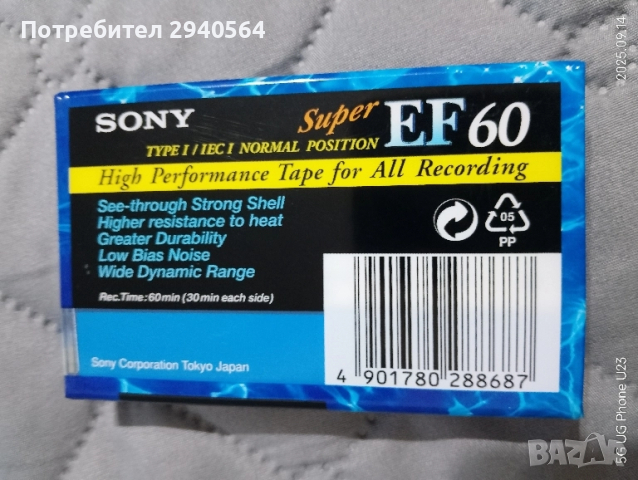 Потребител 2940564
2025.09.14
SONY
Super EF60
TYPE I / IEC I NORMAL POSITION
High Performance Tape for All Recording
See-through Strong Shell
Higher resistance to heat
Greater Durability
Low Bias Noise
Wide Dynamic Range
05
PP
Rec.Time:60min (30min each side)
Sony Corporation Tokyo Japan
4 901780 288687
5G UG Phone U23
BAZAR